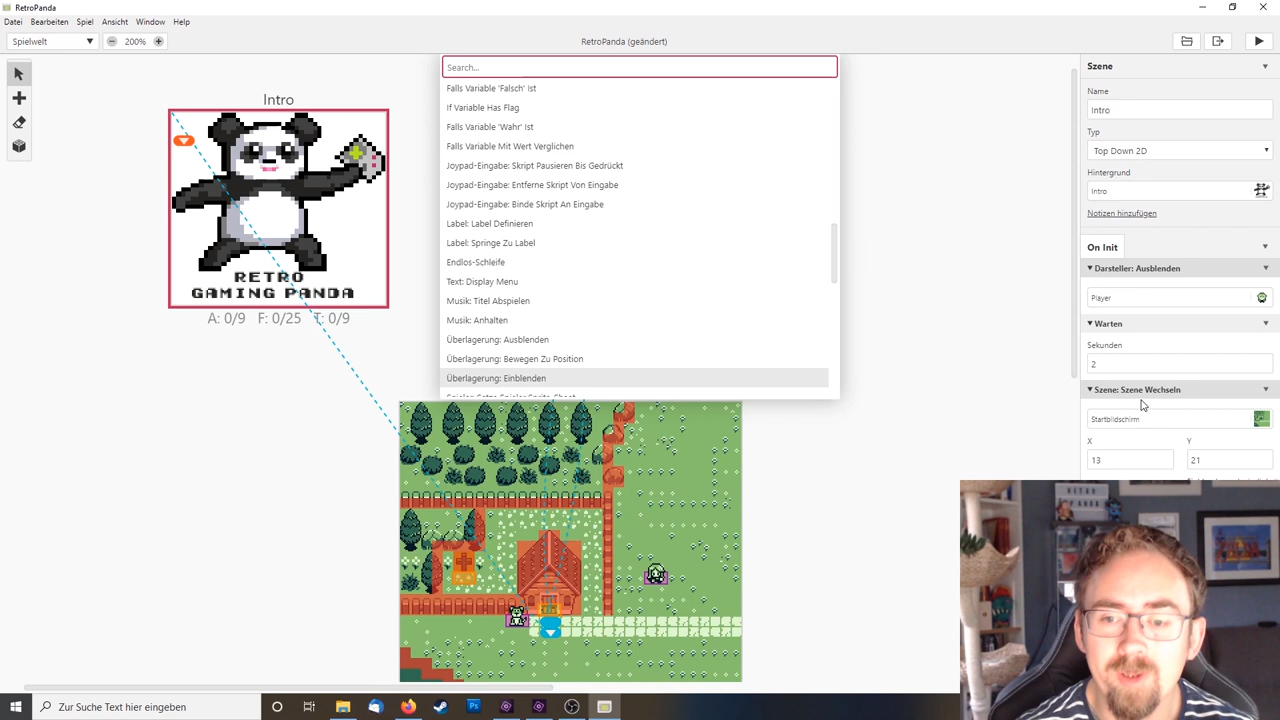 RetroPanda
Datei Bearbeiten Spiel Ansicht Window Help
Spielwelt 200% RetroPanda (geändert)
Intro
RETRO
GAMING PANDA
A: 0/9 F: 0/25 T: 0/9
Search...
Falls Variable 'Falsch' Ist
If Variable Has Flag
Falls Variable 'Wahr' Ist
Falls Variable Mit Wert Verglichen
Joypad-Eingabe: Skript Pausieren Bis Gedrückt
Joypad-Eingabe: Entferne Skript Von Eingabe
Joypad-Eingabe: Binde Skript An Eingabe
Label: Label Definieren
Label: Springe Zu Label
Endlos-Schleife
Text: Display Menu
Musik: Titel Abspielen
Musik: Anhalten
Überlagerung: Ausblenden
Überlagerung: Bewegen Zu Position
Überlagerung: Einblenden
Szene
Name
Intro
Typ
Top Down 2D
Hintergrund
Intro
Notizen hinzufügen
On Init
Darsteller: Ausblenden
Player
Warten
Sekunden
2
Szene: Szene Wechseln
Startbildschirm
X Y
13 21
Zur Suche Text hier eingeben